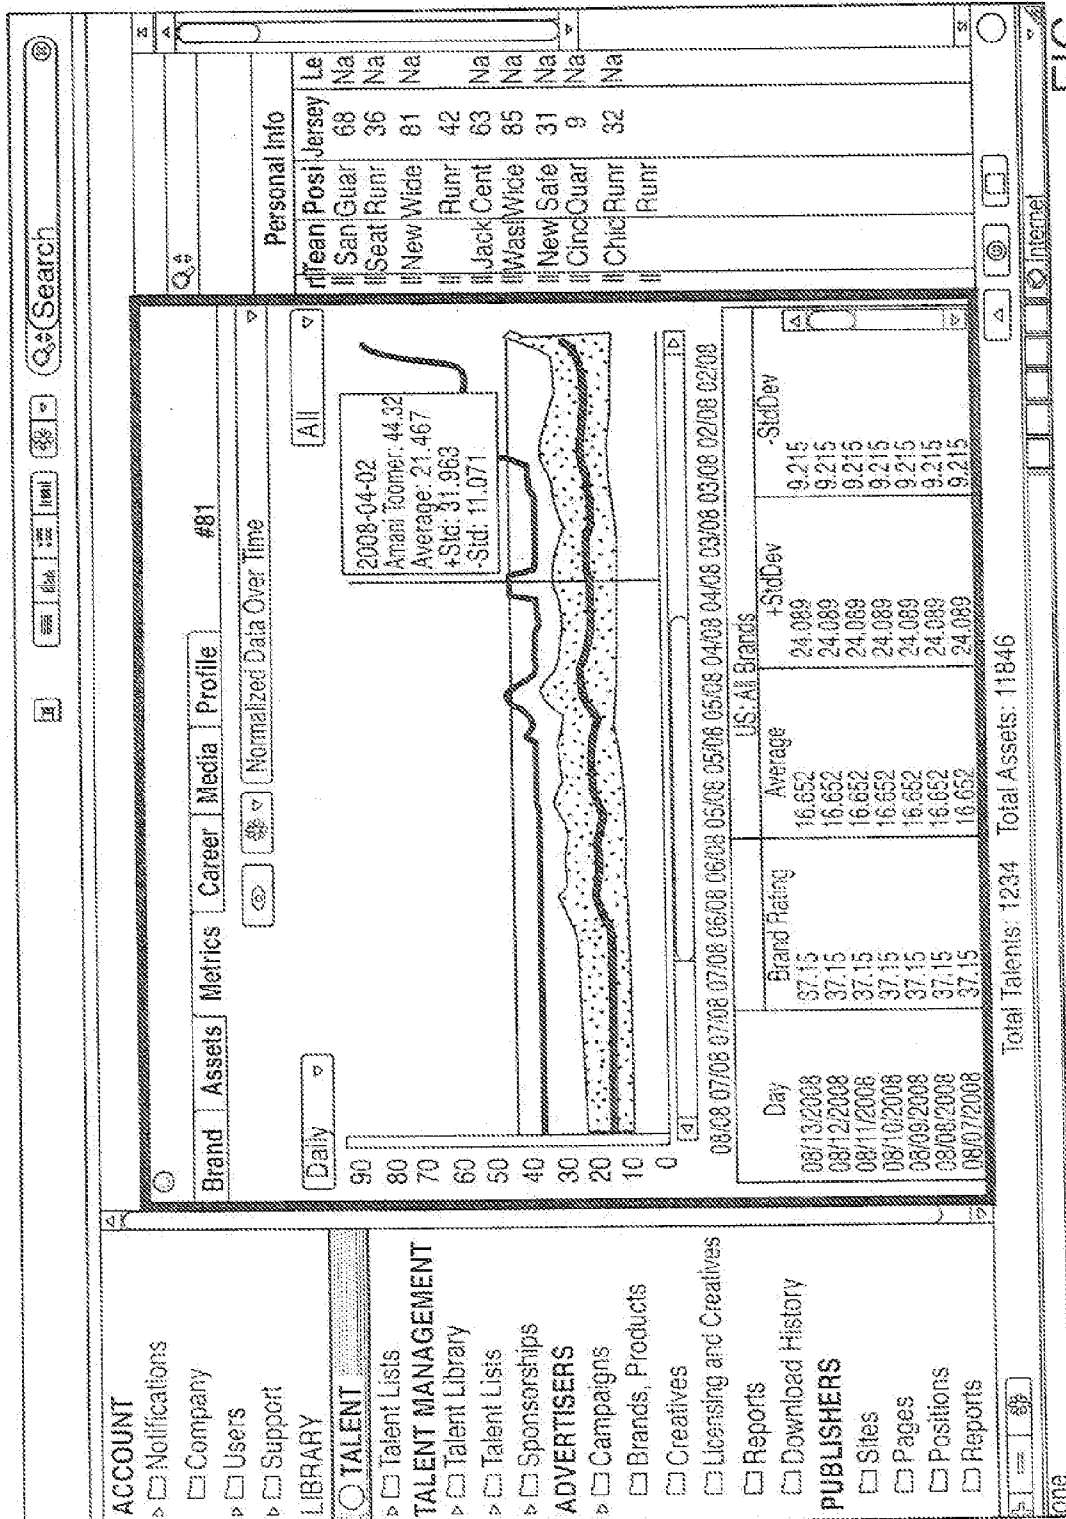 Search
ACCOUNT
Notifications
Company
Users
Support
LIBRARY
TALENT
Talent Lists
TALENT MANAGEMENT
Talent Library
Talent Lists
Sponsorships
ADVERTISERS
Campaigns
Brands, Products
Creatives
Licensing and Creatives
Reports
Download History
PUBLISHERS
Sites
Pages
Positions
Reports
#81
Brand Assets Metrics Career Media Profile
Normalized Data Over Time
Daily All
90
80
70
60
50
40
30
20
10
0
2008-04-02
Amani Toomer: 44.32
Average: 21.467
+Std: 31.963
-Std: 11.071
08/08 07/08 07/08 07/08 06/08 06/08 05/08 05/08 05/08 04/08 04/08 03/08 03/08 02/08 02/08
US: All Brands
Day Brand Rating Average +StdDev -StdDev
08/13/2008 37.15 16.652 24.089 9.215
08/12/2008 37.15 16.652 24.089 9.215
08/11/2008 37.15 16.652 24.089 9.215
08/10/2008 37.15 16.652 24.089 9.215
08/09/2008 37.15 16.652 24.089 9.215
08/08/2008 37.15 16.652 24.089 9.215
08/07/2008 37.15 16.652 24.089 9.215
Personal Info
Tean Posi Jersey Le
San Guar 68 Na
Seat Runr 36 Na
New Wide 81 Na
Runr 42
Jack Cent 63 Na
Wasl Wide 85 Na
New Safe 31 Na
Cinc Quar 9 Na
Chic Runr 32 Na
Runr
Total Talents: 1234 Total Assets: 11846
one
Internet